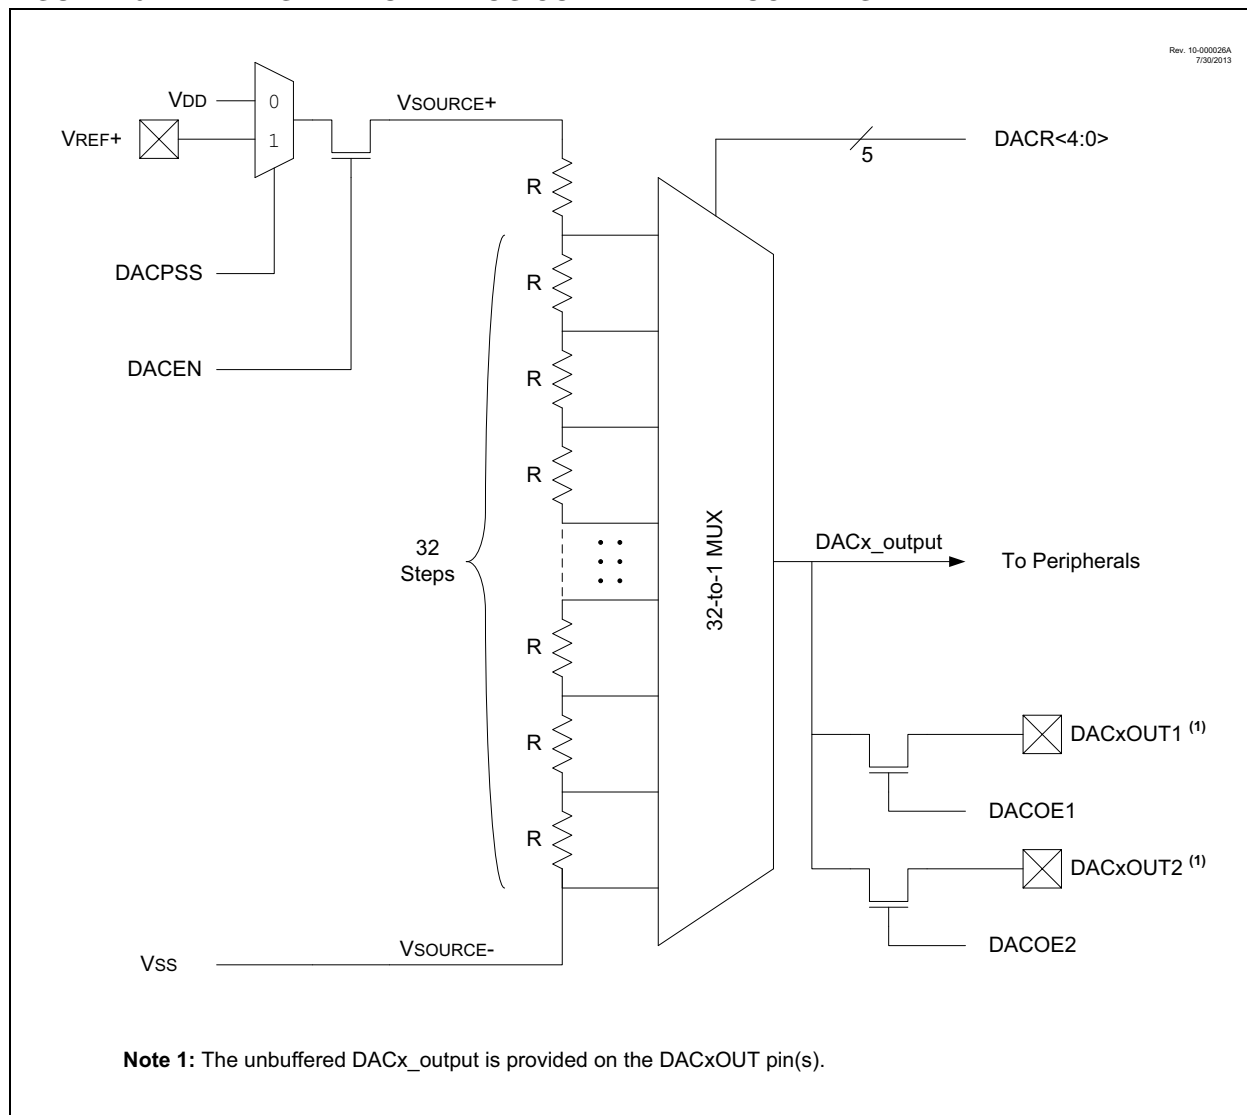 Rev. 10-000026A
7/30/2013
VDD
0
VSOURCE+
VREF+
1
DACR<4:0>
5
R
DACPSS
R
DACEN
R
R
32
Steps
32-to-1 MUX
DACx_output
To Peripherals
R
R
DACxOUT1 (1)
DACOE1
R
DACxOUT2 (1)
DACOE2
VSOURCE-
VSS
Note 1: The unbuffered DACx_output is provided on the DACxOUT pin(s).